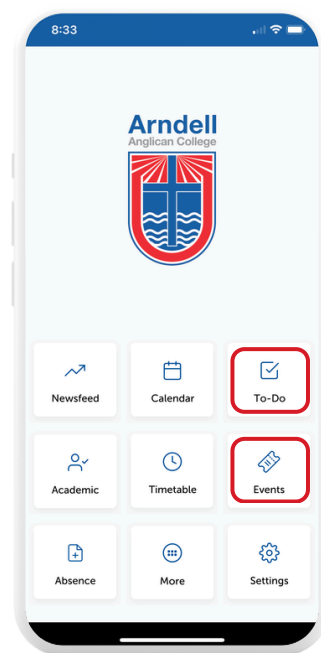 8:33
Arndell
Anglican College
Newsfeed Calendar To-Do
Academic Timetable Events
Absence More Settings